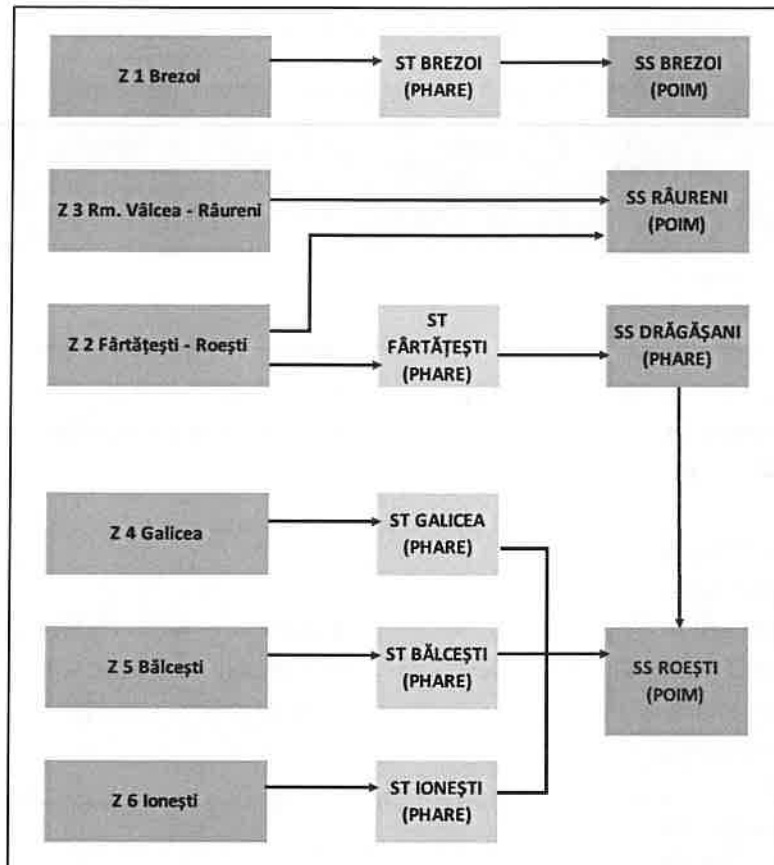 Z 1 Brezoi
ST BREZOI
(PHARE)
SS BREZOI
(POIM)
Z 3 Rm. Vâlcea - Râureni
SS RÂURENI
(POIM)
Z 2 Fârtățești - Roești
ST
FÂRTĂȚEȘTI
(PHARE)
SS DRĂGĂȘANI
(PHARE)
Z 4 Galicea
ST GALICEA
(PHARE)
Z 5 Bălcești
ST BĂLCEȘTI
(PHARE)
SS ROEȘTI
(POIM)
Z 6 Ionești
ST IONEȘTI
(PHARE)